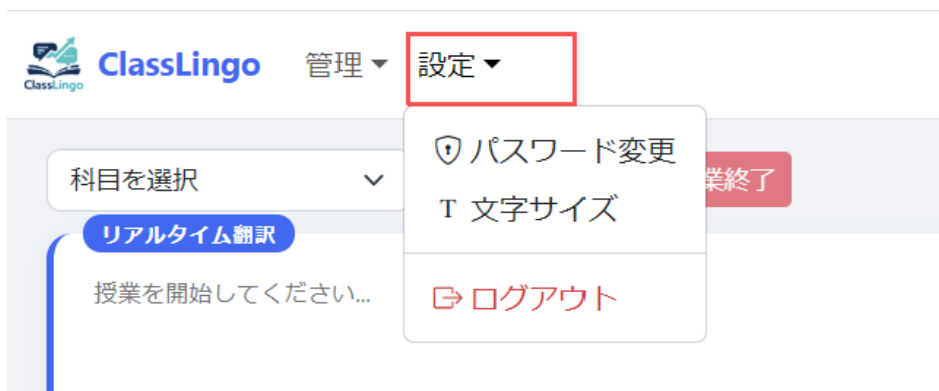 ClassLingo
ClassLingo
管理
設定
パスワード変更
科目を選択
業終了
T 文字サイズ
リアルタイム翻訳
授業を開始してください...
ログアウト